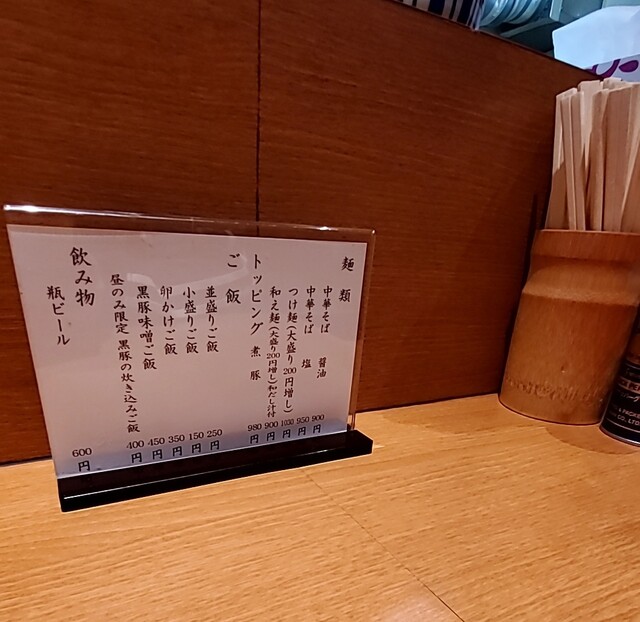 麺類
中華そば 醤油 900円
中華そば 塩 950円
つけ麺(大盛り200円増し) 1030円
和え麺(大盛り200円増し)和だし汁付 900円
トッピング 煮豚 980円
ご飯
並盛りご飯 250円
小盛りご飯 150円
卵かけご飯 350円
黒豚味噌ご飯 450円
昼のみ限定 黒豚の炊き込みご飯 400円
飲み物
瓶ビール 600円